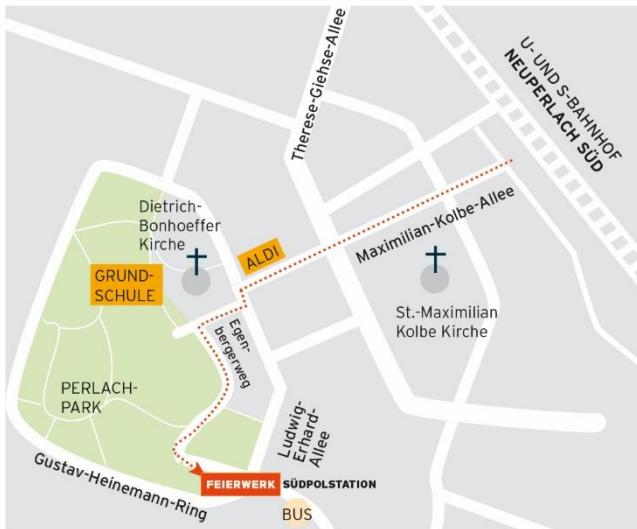 U- UND S-BAHNHOF
NEUPERLACH SÜD
Therese-Giehse-Allee
Dietrich-
Bonhoeffer
Kirche
ALDI
Maximilian-Kolbe-Allee
GRUND-
SCHULE
St.-Maximilian
Kolbe Kirche
Egen-
bergerweg
PERLACH-
PARK
Ludwig-
Erhard-
Allee
Gustav-Heinemann-Ring
FEIERWERK SÜDPOLSTATION
BUS